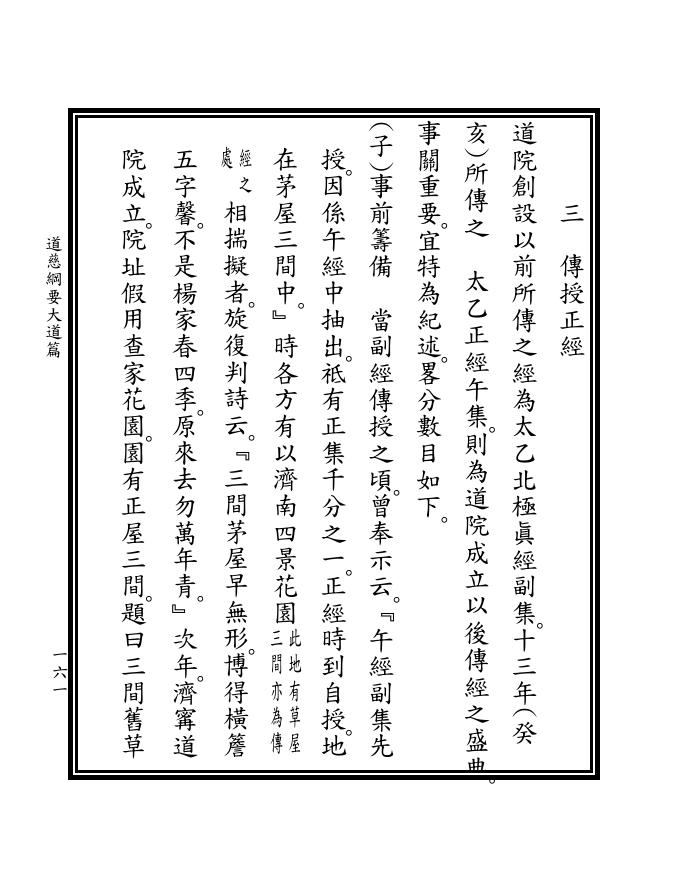 三　傳授正經
道院創設以前所傳之經為太乙北極眞經副集。十三年（癸
亥）所傳之　太乙正經午集。則為道院成立以後傳經之盛典。
事關重要。宜特為紀述。畧分數目如下。
（子）事前籌備　當副經傳授之頃。曾奉示云。『午經副集先
授。因係午經中抽出。祇有正集千分之一。正經時到自授。地
在茅屋三間中。』時各方有以濟南四景花園此地有草屋三間亦為傳
經之處相揣擬者。旋復判詩云。『三間茅屋早無形。博得橫簷
五字馨。不是楊家春四季。原來去勿萬年青。』次年。濟寗道
院成立。院址假用查家花園。園有正屋三間。題曰三間舊草
道慈綱要大道篇
一六一